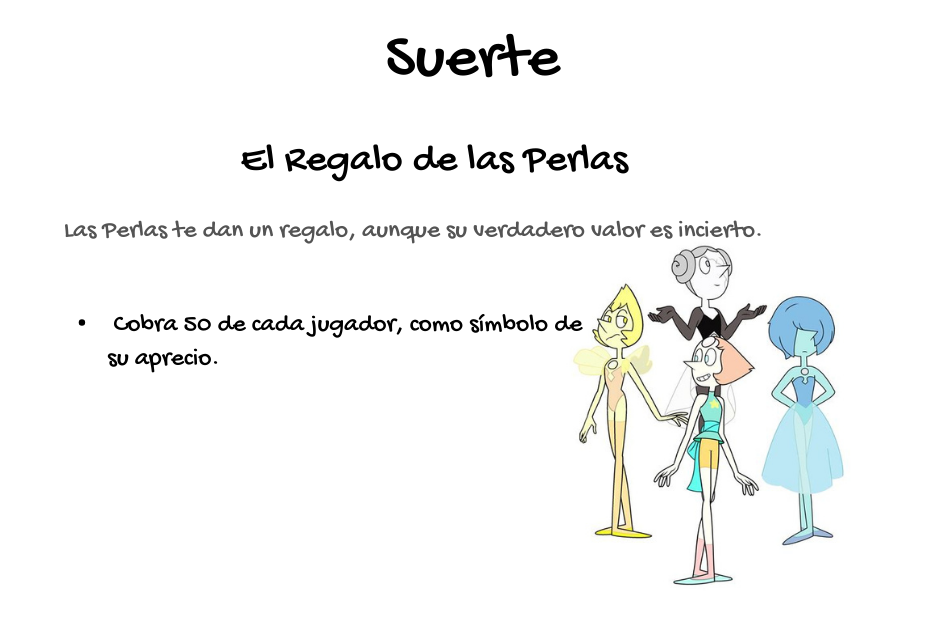 Suerte
El Regalo de las Perlas
Las Perlas te dan un regalo, aunque su verdadero valor es incierto.
• Cobra 50 de cada jugador, como símbolo de
su aprecio.